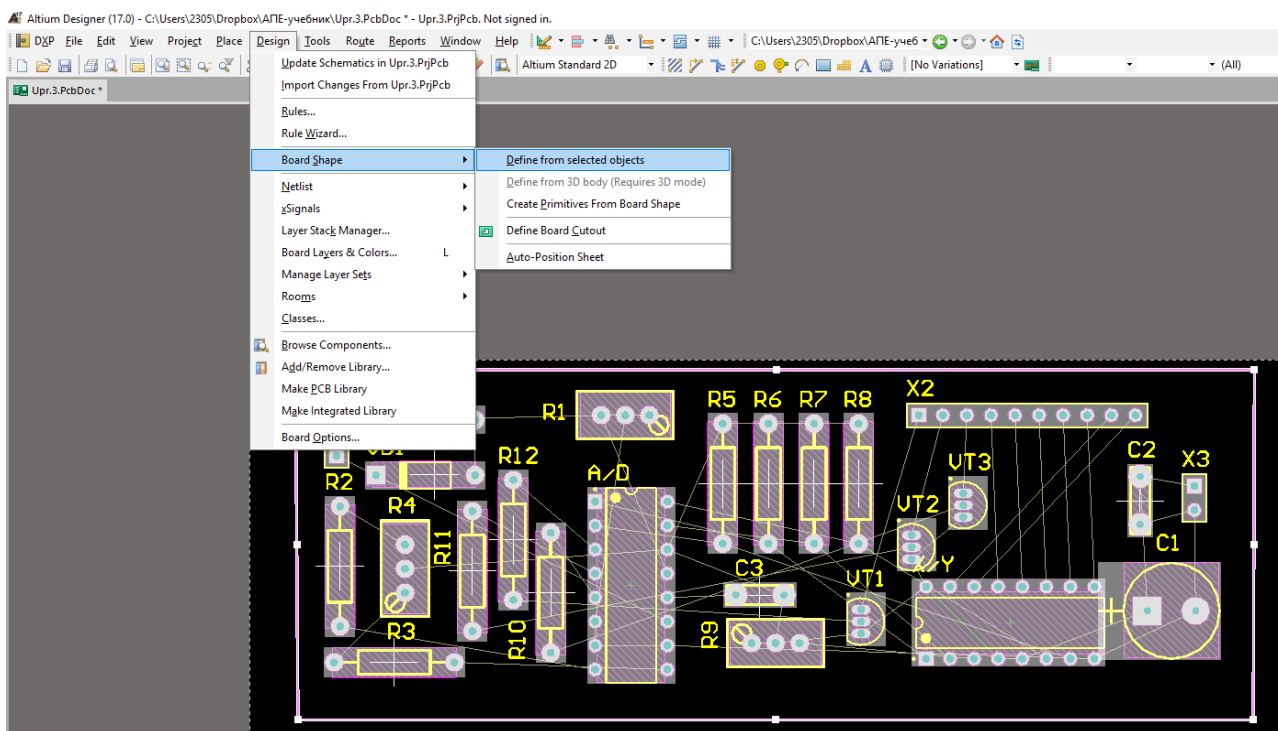 Altium Designer (17.0) - C:\Users\2305\Dropbox\АПЕ-учебник\Upr.3.PcbDoc * - Upr.3.PrjPcb. Not signed in.
DXP File Edit View Project Place Design Tools Route Reports Window Help C:\Users\2305\Dropbox\АПЕ-учеб
Altium Standard 2D [No Variations] (All)
Upr.3.PcbDoc *
Update Schematics in Upr.3.PrjPcb
Import Changes From Upr.3.PrjPcb
Rules...
Rule Wizard...
Board Shape
Netlist
xSignals
Layer Stack Manager...
Board Layers & Colors... L
Manage Layer Sets
Rooms
Classes...
Browse Components...
Add/Remove Library...
Make PCB Library
Make Integrated Library
Board Options...
Define from selected objects
Define from 3D body (Requires 3D mode)
Create Primitives From Board Shape
Define Board Cutout
Auto-Position Sheet
R1 R5 R6 R7 R8 X2
R2 R12 A/D VT3 C2 X3
R4 R11 VT2 C1
C3 VT1 A/Y
R3 R10 R9